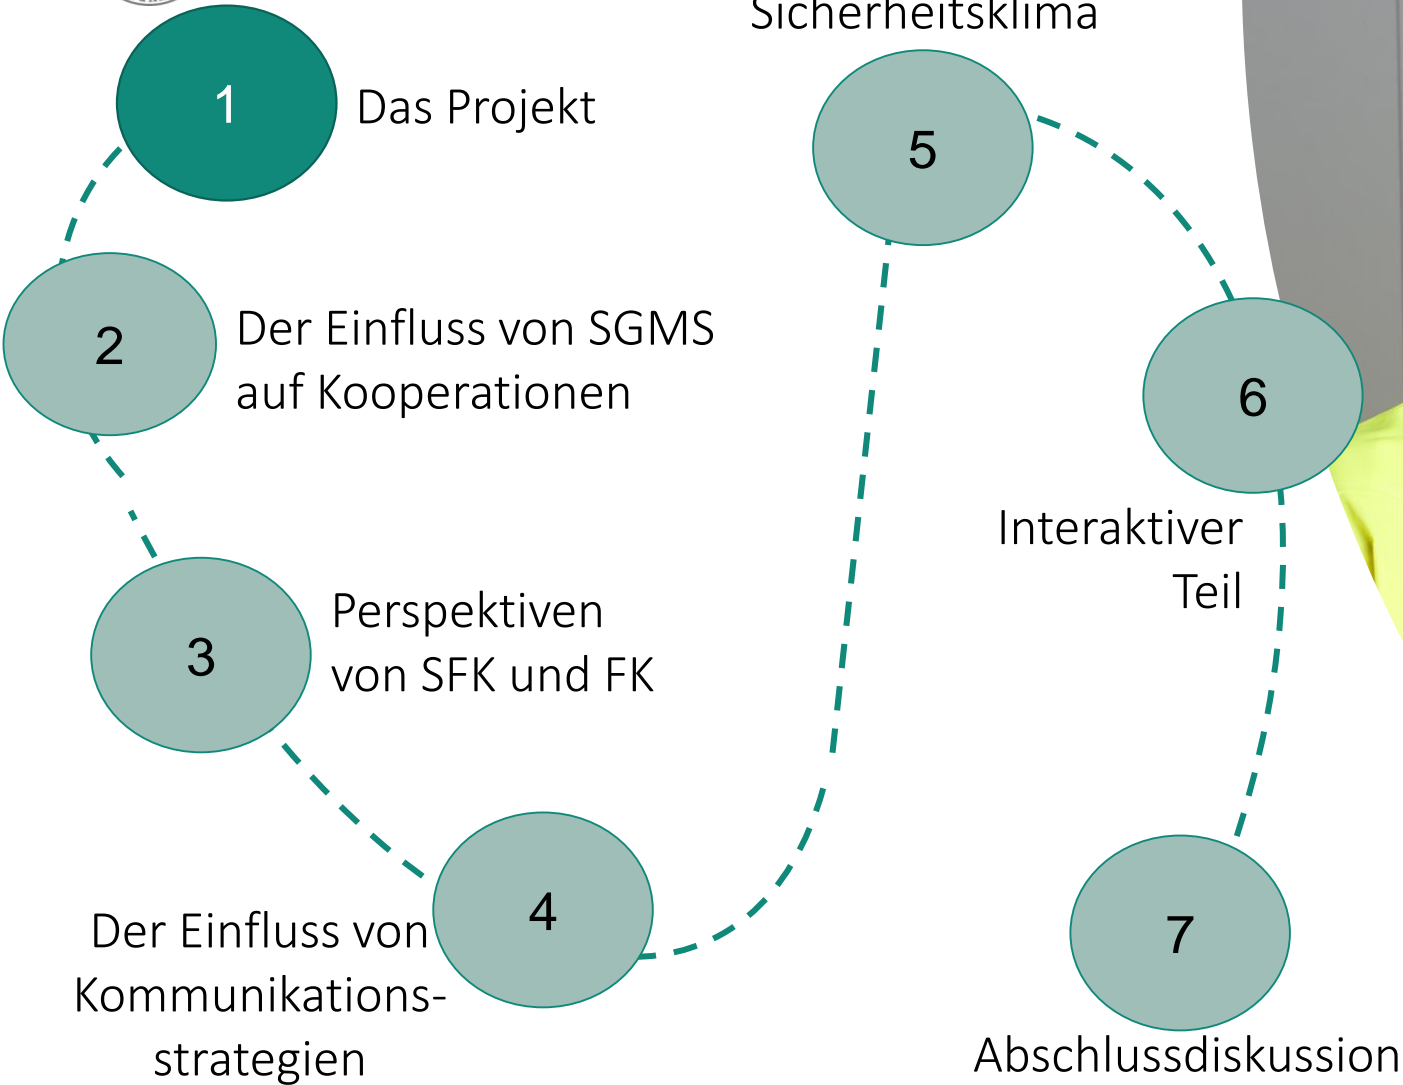 1
Das Projekt
2
Der Einfluss von SGMS
auf Kooperationen
3
Perspektiven
von SFK und FK
4
Der Einfluss von
Kommunikations-
strategien
Sicherheitsklima
5
6
Interaktiver
Teil
7
Abschlussdiskussion